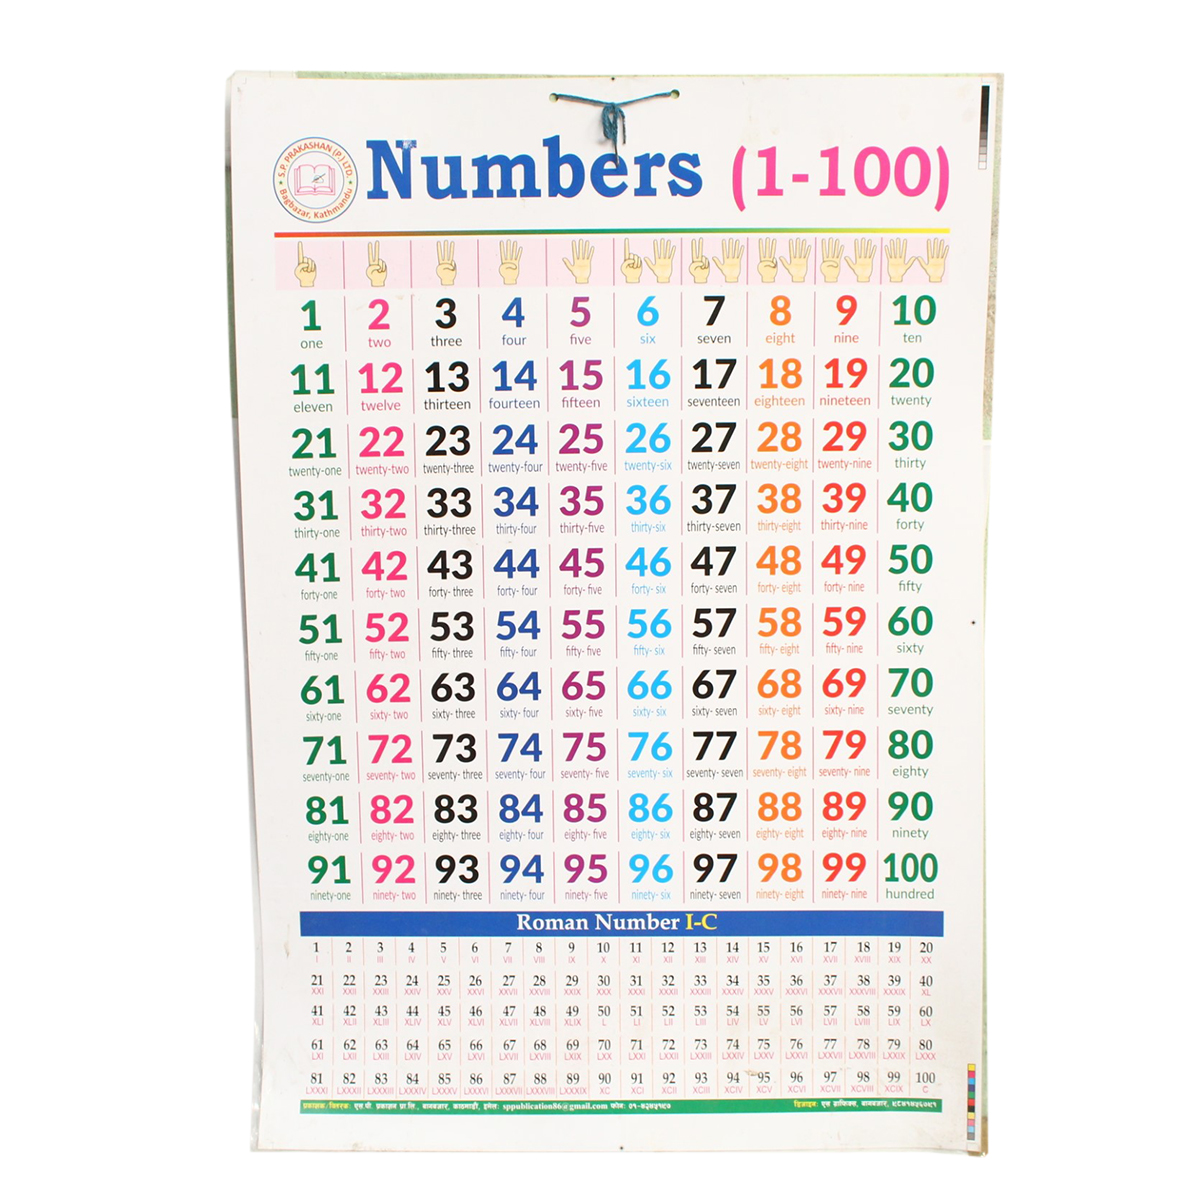 S.P. PRAKASHAN (P.) LTD.
Bagbazar, Kathmandu
Numbers (1-100)
1 2 3 4 5 6 7 8 9 10
one two three four five six seven eight nine ten
11 12 13 14 15 16 17 18 19 20
eleven twelve thirteen fourteen fifteen sixteen seventeen eighteen nineteen twenty
21 22 23 24 25 26 27 28 29 30
twenty-one twenty-two twenty-three twenty-four twenty-five twenty-six twenty-seven twenty-eight twenty-nine thirty
31 32 33 34 35 36 37 38 39 40
thirty-one thirty-two thirty-three thirty-four thirty-five thirty-six thirty-seven thirty-eight thirty-nine forty
41 42 43 44 45 46 47 48 49 50
forty-one forty- two forty- three forty- four forty- five forty- six forty- seven forty- eight forty- nine fifty
51 52 53 54 55 56 57 58 59 60
fifty-one fifty- two fifty- three fifty- four fifty- five fifty- six fifty- seven fifty- eight fifty- nine sixty
61 62 63 64 65 66 67 68 69 70
sixty-one sixty- two sixty- three sixty- four sixty- five sixty- six sixty- seven sixty- eight sixty- nine seventy
71 72 73 74 75 76 77 78 79 80
seventy-one seventy- two seventy- three seventy- four seventy- five seventy- six seventy- seven seventy- eight seventy- nine eighty
81 82 83 84 85 86 87 88 89 90
eighty-one eighty- two eighty- three eighty- four eighty- five eighty- six eighty- seven eighty- eight eighty- nine ninety
91 92 93 94 95 96 97 98 99 100
ninety-one ninety- two ninety- three ninety- four ninety- five ninety- six ninety- seven ninety- eight ninety- nine hundred
Roman Number I-C
1 2 3 4 5 6 7 8 9 10 11 12 13 14 15 16 17 18 19 20
I II III IV V VI VII VIII IX X XI XII XIII XIV XV XVI XVII XVIII XIX XX
21 22 23 24 25 26 27 28 29 30 31 32 33 34 35 36 37 38 39 40
XXI XXII XXIII XXIV XXV XXVI XXVII XXVIII XXIX XXX XXXI XXXII XXXIII XXXIV XXXV XXXVI XXXVII XXXVIII XXXIX XL
41 42 43 44 45 46 47 48 49 50 51 52 53 54 55 56 57 58 59 60
XLI XLII XLIII XLIV XLV XLVI XLVII XLVIII XLIX L LI LII LIII LIV LV LVI LVII LVIII LIX LX
61 62 63 64 65 66 67 68 69 70 71 72 73 74 75 76 77 78 79 80
LXI LXII LXIII LXIV LXV LXVI LXVII LXVIII LXIX LXX LXXI LXXII LXXIII LXXIV LXXV LXXVI LXXVII LXXVIII LXXIX LXXX
81 82 83 84 85 86 87 88 89 90 91 92 93 94 95 96 97 98 99 100
LXXXI LXXXII LXXXIII LXXXIV LXXXV LXXXVI LXXXVII LXXXVIII LXXXIX XC XC XCII XCIII XCIV XCV XCVI XCVII XCVIII XCIX C
एस.पी प्रकाशन प्रा.लि., बागबजार, काठमाडौं, इमेल: sppublication86@gmail.com फोन: डिजाइन: बागबजार,